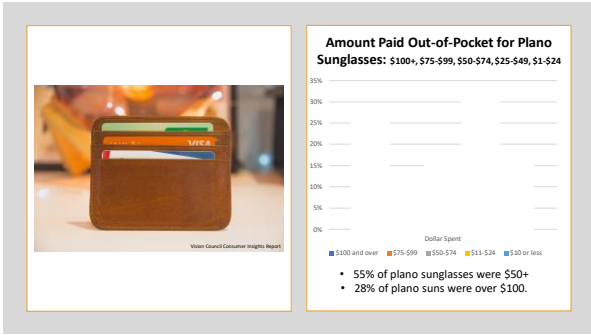 VISA
Vision Council Consumer Insights Report
Amount Paid Out-of-Pocket for Plano
Sunglasses: $100+, $75-$99, $50-$74, $25-$49, $1-$24
35%
30%
25%
20%
15%
10%
5%
0%
Dollar Spent
$100 and over $75-$99 $50-$74 $11-$24 $10 or less
• 55% of plano sunglasses were $50+
• 28% of plano suns were over $100.